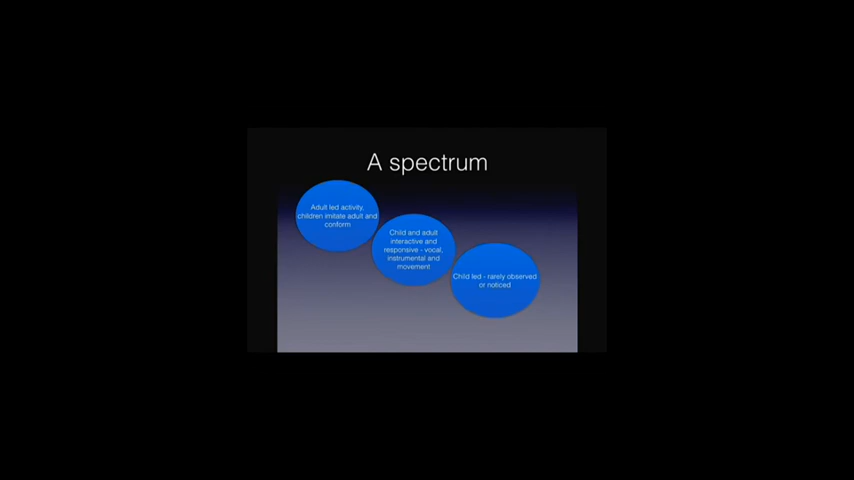 A spectrum
Adult led activity,
children imitate adult and
conform
Child and adult
interactive and
responsive - vocal,
instrumental and
movement
Child led - rarely observed
or noticed